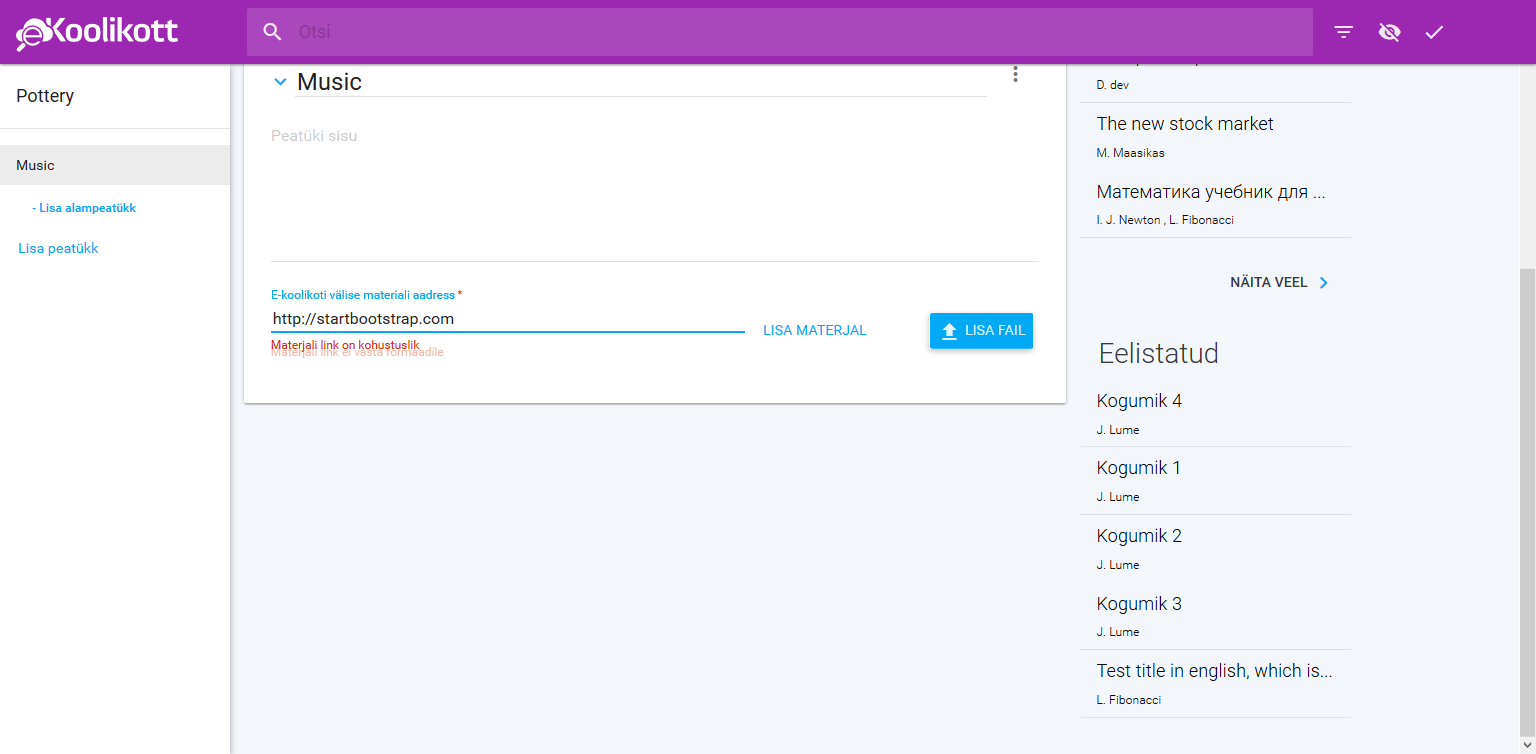 eKoolikott
Otsi
Pottery
Music
- Lisa alampeatükk
Lisa peatükk
Music
Peatüki sisu
E-koolikoti välise materiali aadress *
http://startbootstrap.com
Materjali link on kohustuslik
Materjali link ei vasta formaadile
LISA MATERJAL
LISA FAIL
D. dev
The new stock market
M. Maasikas
Математика учебник для ...
I. J. Newton , L. Fibonacci
NÄITA VEEL
Eelistatud
Kogumik 4
J. Lume
Kogumik 1
J. Lume
Kogumik 2
J. Lume
Kogumik 3
J. Lume
Test title in english, which is...
L. Fibonacci